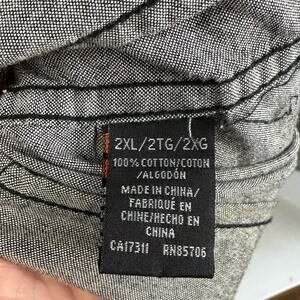 2XL/2TG/2XG
100% COTTON/COTON
/ALGODÓN
MADE IN CHINA/
FABRIQUÉ EN
CHINE/HECHO EN
CHINA
CA17311 RN85706